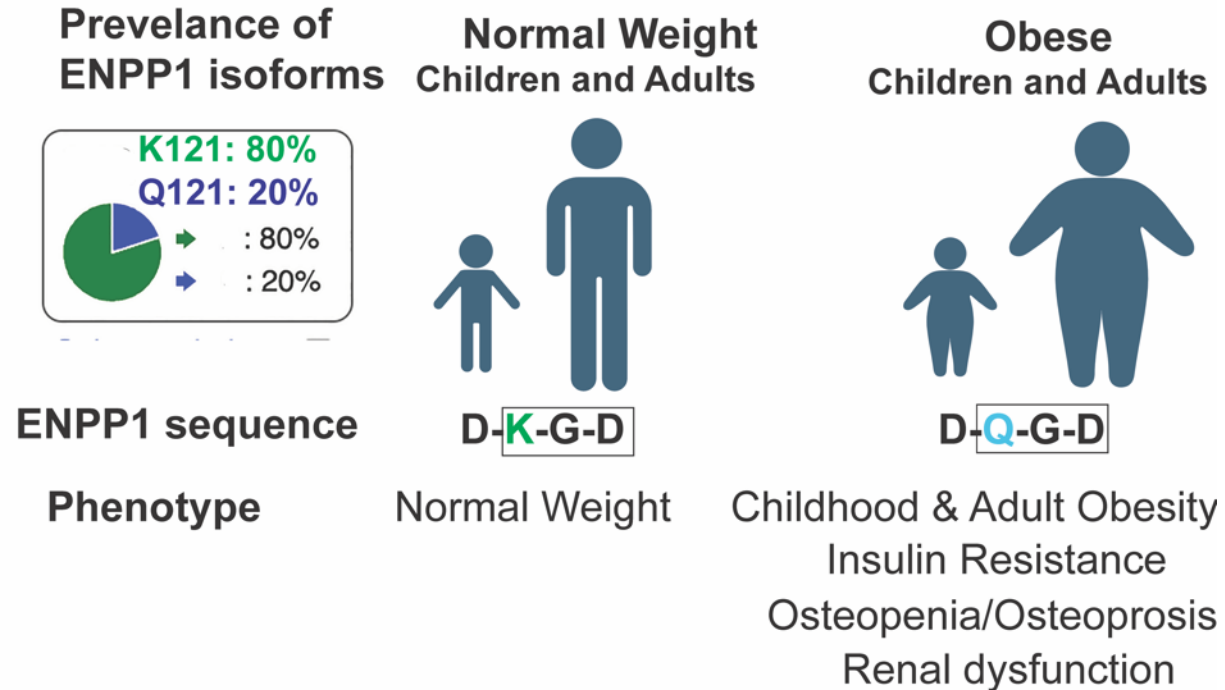 Prevelance of
ENPP1 isoforms
Normal Weight
Children and Adults
Obese
Children and Adults
K121: 80%
Q121: 20%
: 80%
: 20%
ENPP1 sequence
D-K-G-D
D-Q-G-D
Phenotype
Normal Weight
Childhood & Adult Obesity
Insulin Resistance
Osteopenia/Osteoprosis
Renal dysfunction